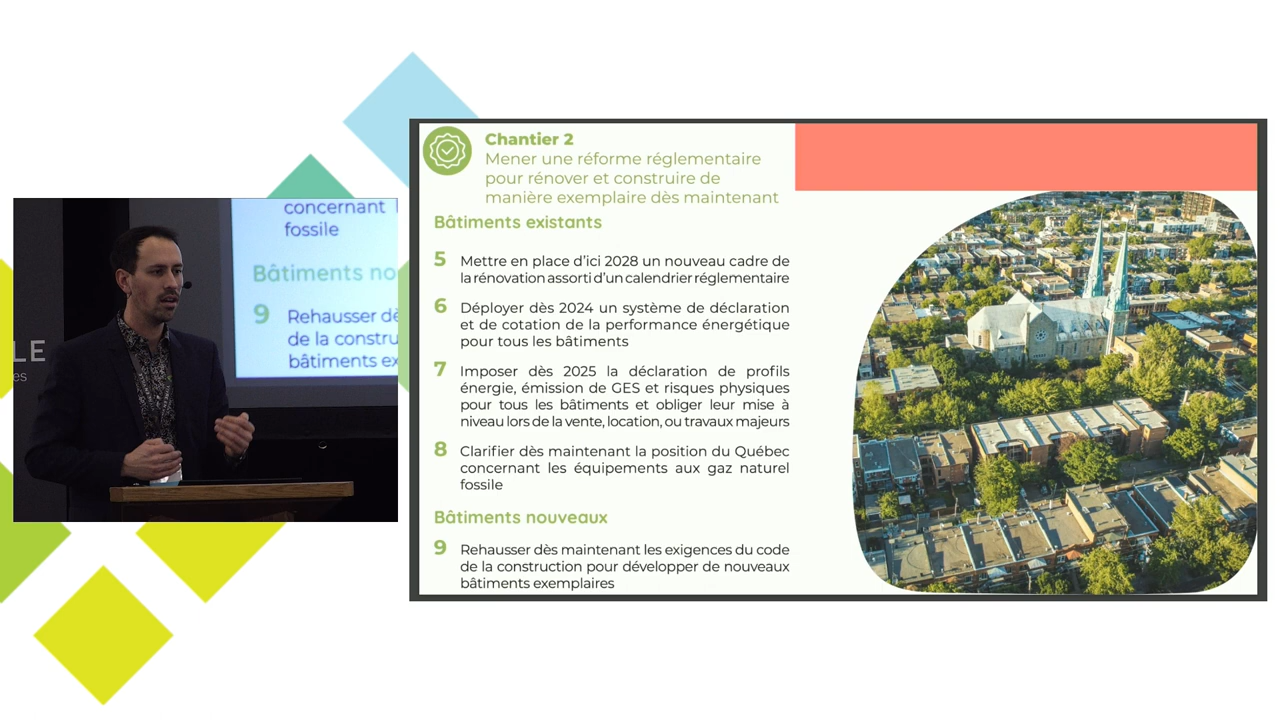 concernant
fossile
Bâtiments no
9 Rehausser dè
de la constru
bâtiments ex
LE
es
Chantier 2
Mener une réforme réglementaire
pour rénover et construire de
manière exemplaire dès maintenant
Bâtiments existants
5 Mettre en place d'ici 2028 un nouveau cadre de
la rénovation assorti d'un calendrier réglementaire
6 Déployer dès 2024 un système de déclaration
et de cotation de la performance énergétique
pour tous les bâtiments
7 Imposer dès 2025 la déclaration de profils
énergie, émission de GES et risques physiques
pour tous les bâtiments et obliger leur mise à
niveau lors de la vente, location, ou travaux majeurs
8 Clarifier dès maintenant la position du Québec
concernant les équipements aux gaz naturel
fossile
Bâtiments nouveaux
9 Rehausser dès maintenant les exigences du code
de la construction pour développer de nouveaux
bâtiments exemplaires